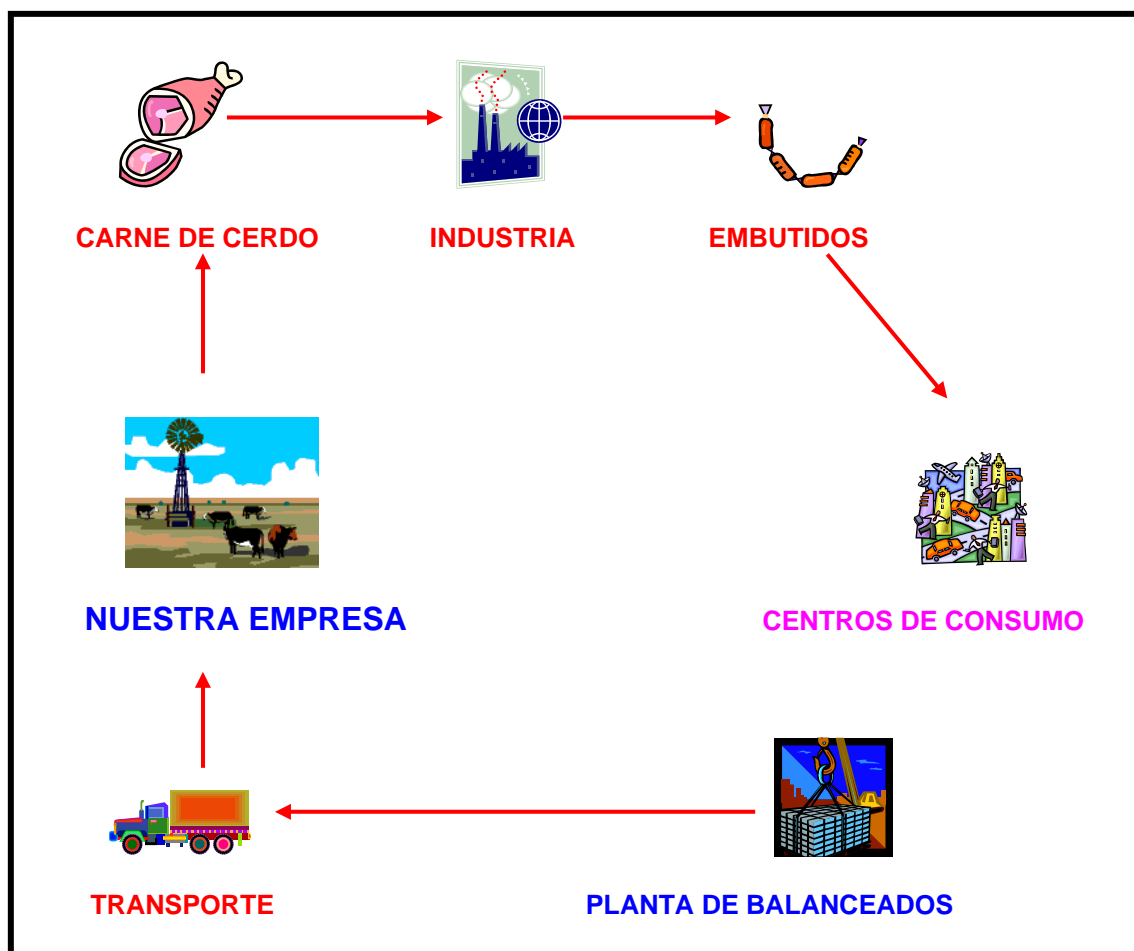 CARNE DE CERDO
INDUSTRIA
EMBUTIDOS
NUESTRA EMPRESA
CENTROS DE CONSUMO
TRANSPORTE
PLANTA DE BALANCEADOS